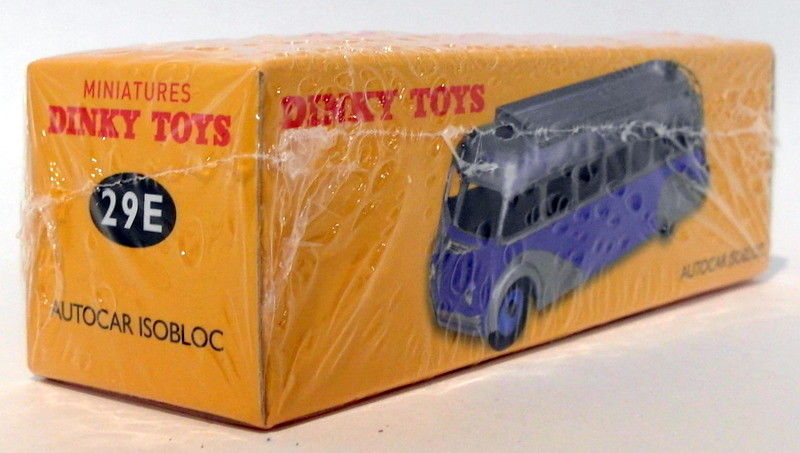 MINIATURES
DINKY TOYS
29E
AUTOCAR ISOBLOC
DINKY TOYS
AUTOCAR ISOBLOC